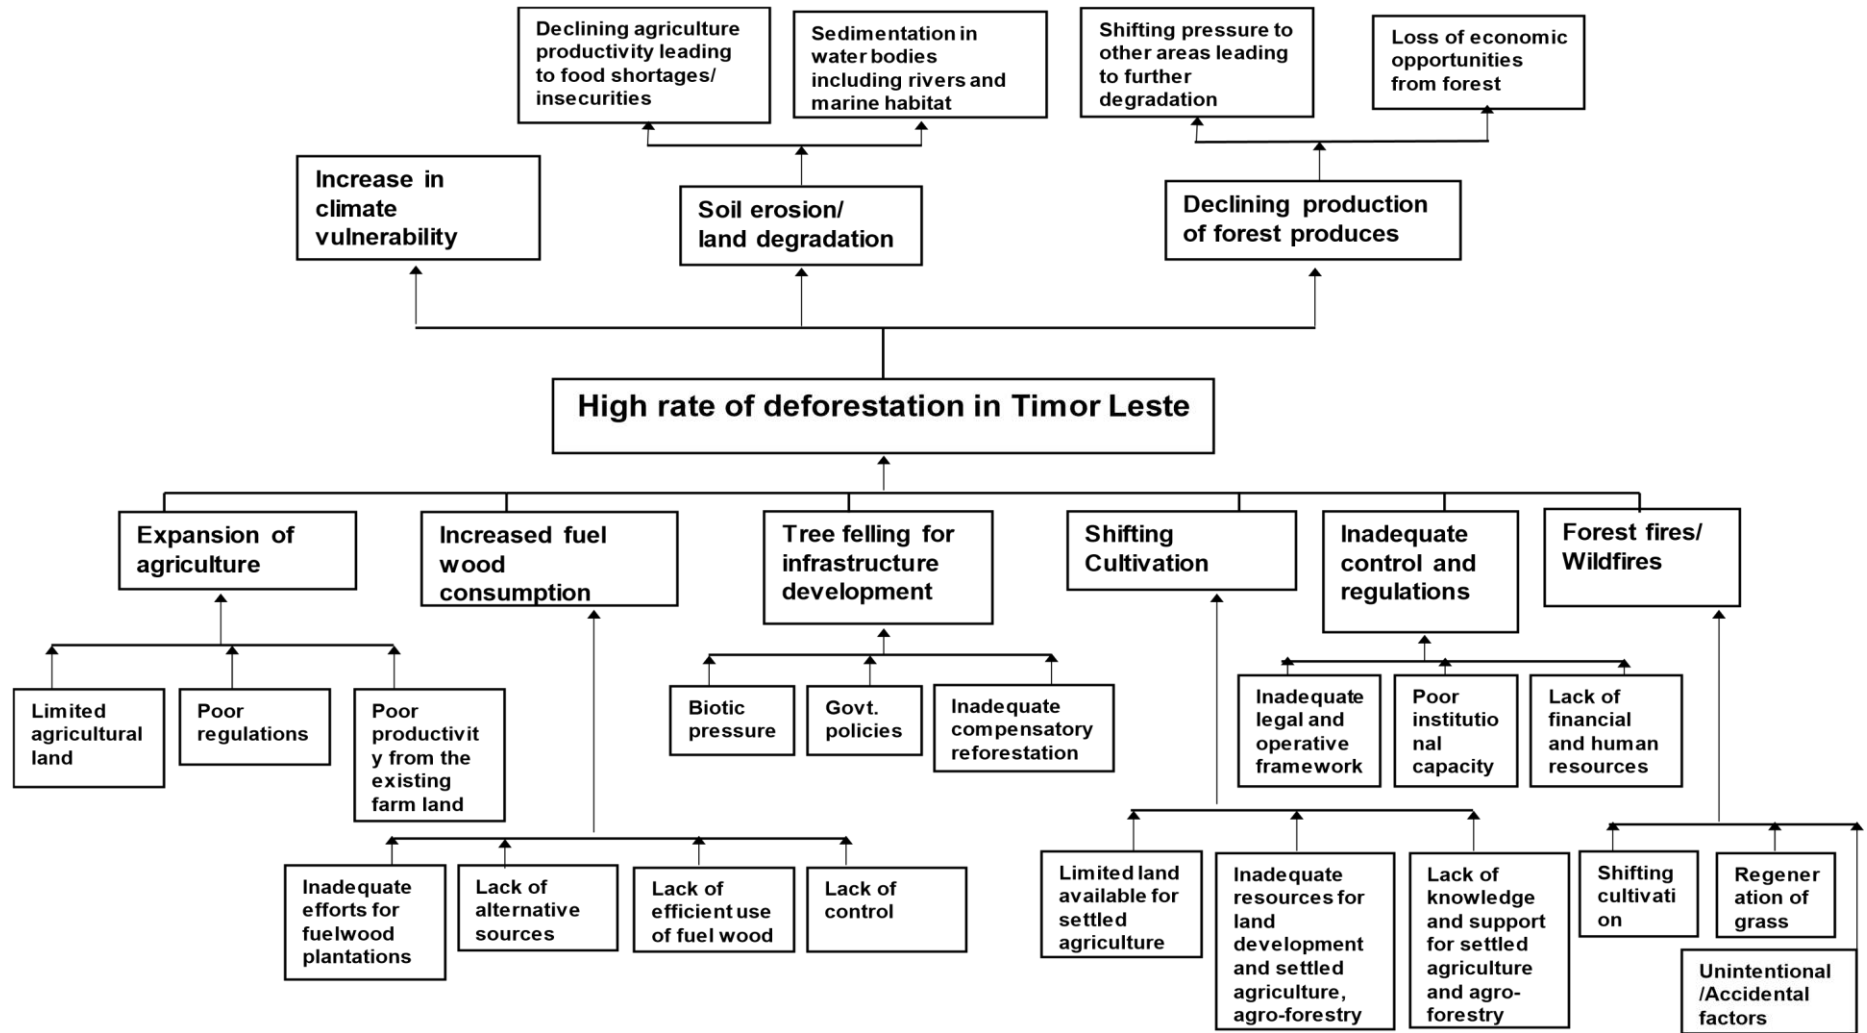 Declining agriculture
productivity leading
to food shortages/
insecurities
Sedimentation in
water bodies
including rivers and
marine habitat
Shifting pressure to
other areas leading
to further
degradation
Loss of economic
opportunities
from forest
Increase in
climate
vulnerability
Soil erosion/
land degradation
Declining production
of forest produces
High rate of deforestation in Timor Leste
Expansion of
agriculture
Increased fuel
wood
consumption
Tree felling for
infrastructure
development
Shifting
Cultivation
Inadequate
control and
regulations
Forest fires/
Wildfires
Limited
agricultural
land
Poor
regulations
Poor
productivit
y from the
existing
farm land
Biotic
pressure
Govt.
policies
Inadequate
compensatory
reforestation
Inadequate
legal and
operative
framework
Poor
institutio
nal
capacity
Lack of
financial
and human
resources
Inadequate
efforts for
fuelwood
plantations
Lack of
alternative
sources
Lack of
efficient use
of fuel wood
Lack of
control
Limited land
available for
settled
agriculture
Inadequate
resources for
land
development
and settled
agriculture,
agro-forestry
Lack of
knowledge
and support
for settled
agriculture
and agro-
forestry
Shifting
cultivati
on
Regener
ation of
grass
Unintentional
/Accidental
factors